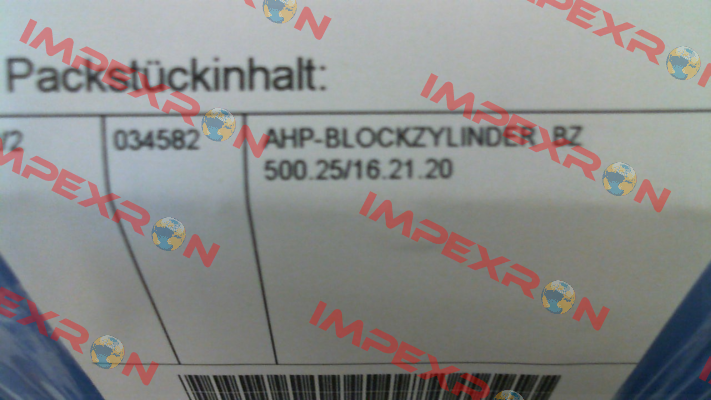 Packstückinhalt:
/2 034582 AHP-BLOCKZYLINDER BZ
500.25/16.21.20
IMPEXRON
IMPEXRON
IMPEXRON
IMPEXRON
IMPEXRON
IMPEXRON
IMPEXRON